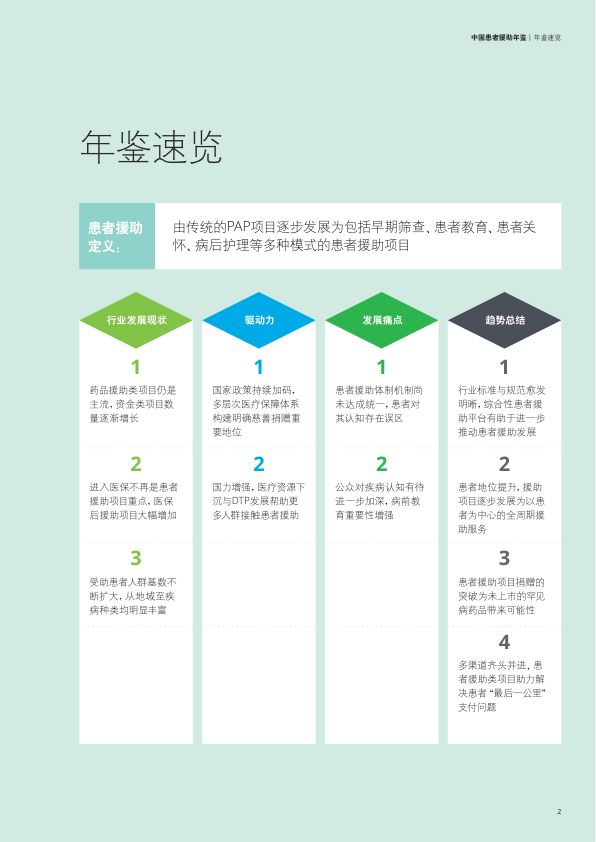 中国患者援助年鉴 | 年鉴速览
年鉴速览
患者援助
定义：
由传统的PAP项目逐步发展为包括早期筛查、患者教育、患者关
怀、病后护理等多种模式的患者援助项目
行业发展现状
1
药品援助类项目仍是
主流，资金类项目数
量逐渐增长
2
进入医保不再是患者
援助项目重点，医保
后援助项目大幅增加
3
受助患者人群基数不
断扩大，从地域至疾
病种类均明显丰富
驱动力
1
国家政策持续加码，
多层次医疗保障体系
构建明确慈善捐赠重
要地位
2
国力增强，医疗资源下
沉与DTP发展帮助更
多人群接触患者援助
发展痛点
1
患者援助体制机制尚
未达成统一，患者对
其认知存在误区
2
公众对疾病认知有待
进一步加深，病前教
育重要性增强
趋势总结
1
行业标准与规范愈发
明晰，综合性患者援
助平台有助于进一步
推动患者援助发展
2
患者地位提升，援助
项目逐步发展为以患
者为中心的全周期援
助服务
3
患者援助项目捐赠的
突破为未上市的罕见
病药品带来可能性
4
多渠道齐头并进，患
者援助类项目助力解
决患者“最后一公里”
支付问题
2